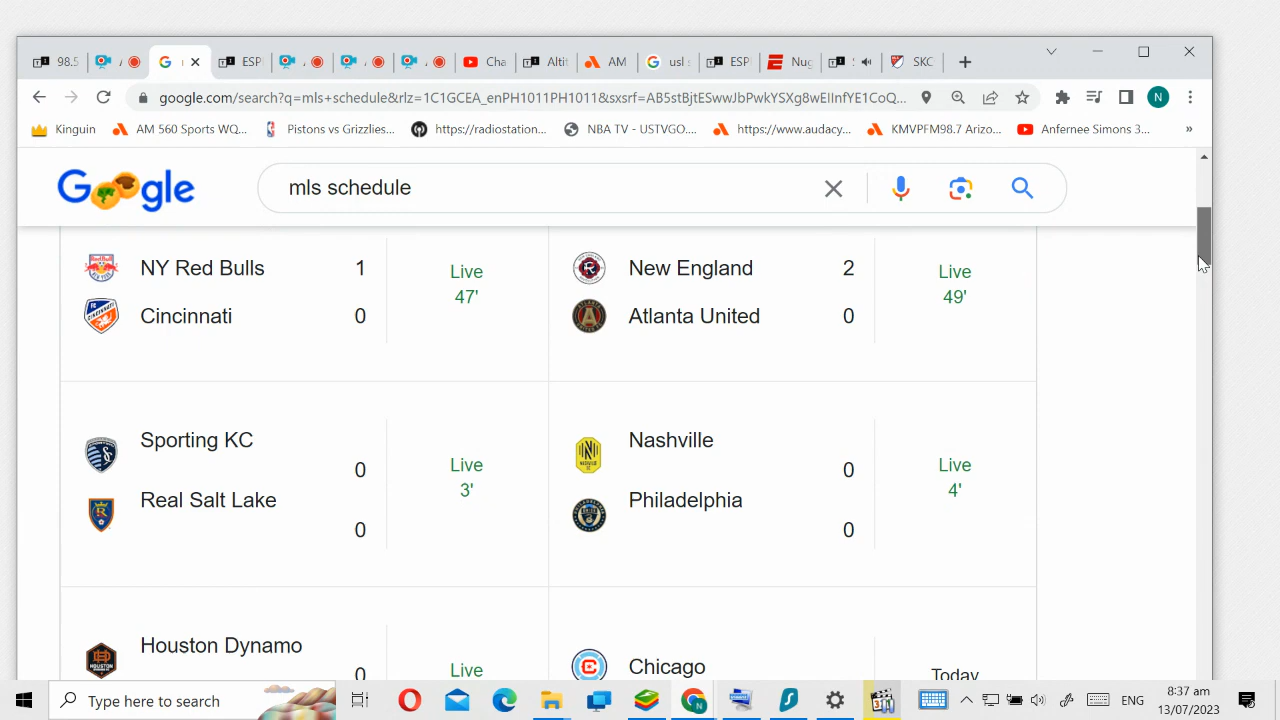 98.
G
ESP
Cha
Altit
AM
usl s
ESP
Nug
SKC
google.com/search?q=mls+schedule&rlz=1C1CCEA_enPH1011PH1011&sxsrf=AB5stBjtESwwJbPwkYSXg8wEIInfYE1CoQ...
N
Kinguin
AM 560 Sports WQ...
Pistons vs Grizzlies...
https://radiostation...
NBA TV - USTVGO....
https://www.audacy...
KMVPFM98.7 Arizo...
Anfernee Simons 3...
»
Google
mls schedule
NY Red Bulls 1
Cincinnati 0
Live
47'
New England 2
Atlanta United 0
Live
49'
Sporting KC
0
Real Salt Lake
0
Live
3'
Nashville
0
Philadelphia
0
Live
4'
Houston Dynamo
0
Live
Chicago
Today
Type here to search
ENG
8:37 am
13/07/2023